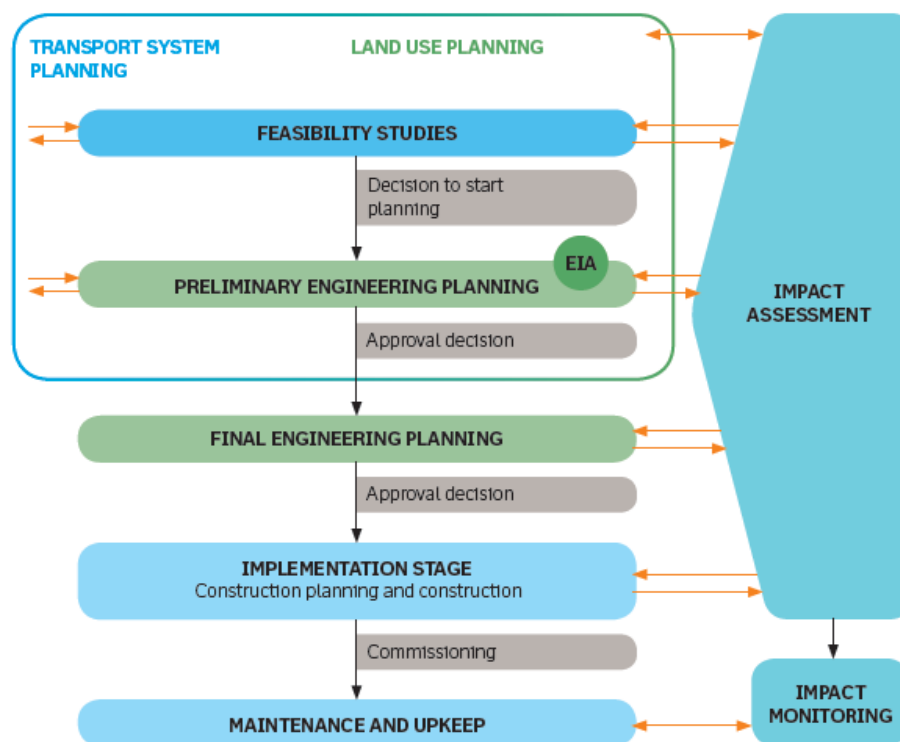 TRANSPORT SYSTEM
PLANNING
LAND USE PLANNING
FEASIBILITY STUDIES
Decision to start
planning
EIA
PRELIMINARY ENGINEERING PLANNING
IMPACT
ASSESSMENT
Approval decision
FINAL ENGINEERING PLANNING
Approval decision
IMPLEMENTATION STAGE
Construction planning and construction
Commissioning
IMPACT
MONITORING
MAINTENANCE AND UPKEEP